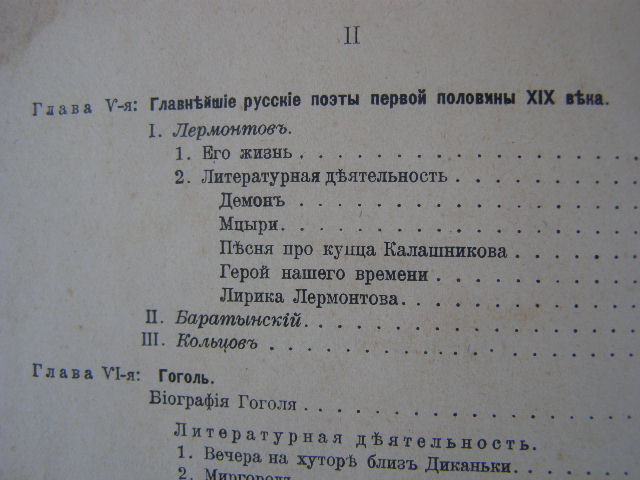 II
Глава V-я: Главнѣйшіе русскіе поэты первой половины XIX вѣка.
I. Лермонтовъ.
1. Его жизнь . . . . . . . . . . . . . . . . .
2. Литературная дѣятельность . . . . . . . . .
Демонъ . . . . . . . . . . . . . . . . . .
Мцыри. . . . . . . . . . . . . . . . . . .
Пѣсня про купца Калашникова . . . . . . .
Герой нашего времени . . . . . . . . . .
Лирика Лермонтова. . . . . . . . . . . .
II. Баратынскій. . . . . . . . . . . . . . . . .
III. Кольцовъ . . . . . . . . . . . . . . . . . .
Глава VI-я: Гоголь.
Біографія Гоголя . . . . . . . . . . . . . . . .
Литературная дѣятельность.
1. Вечера на хуторѣ близъ Диканьки. . . . . .
2. Миргородъ